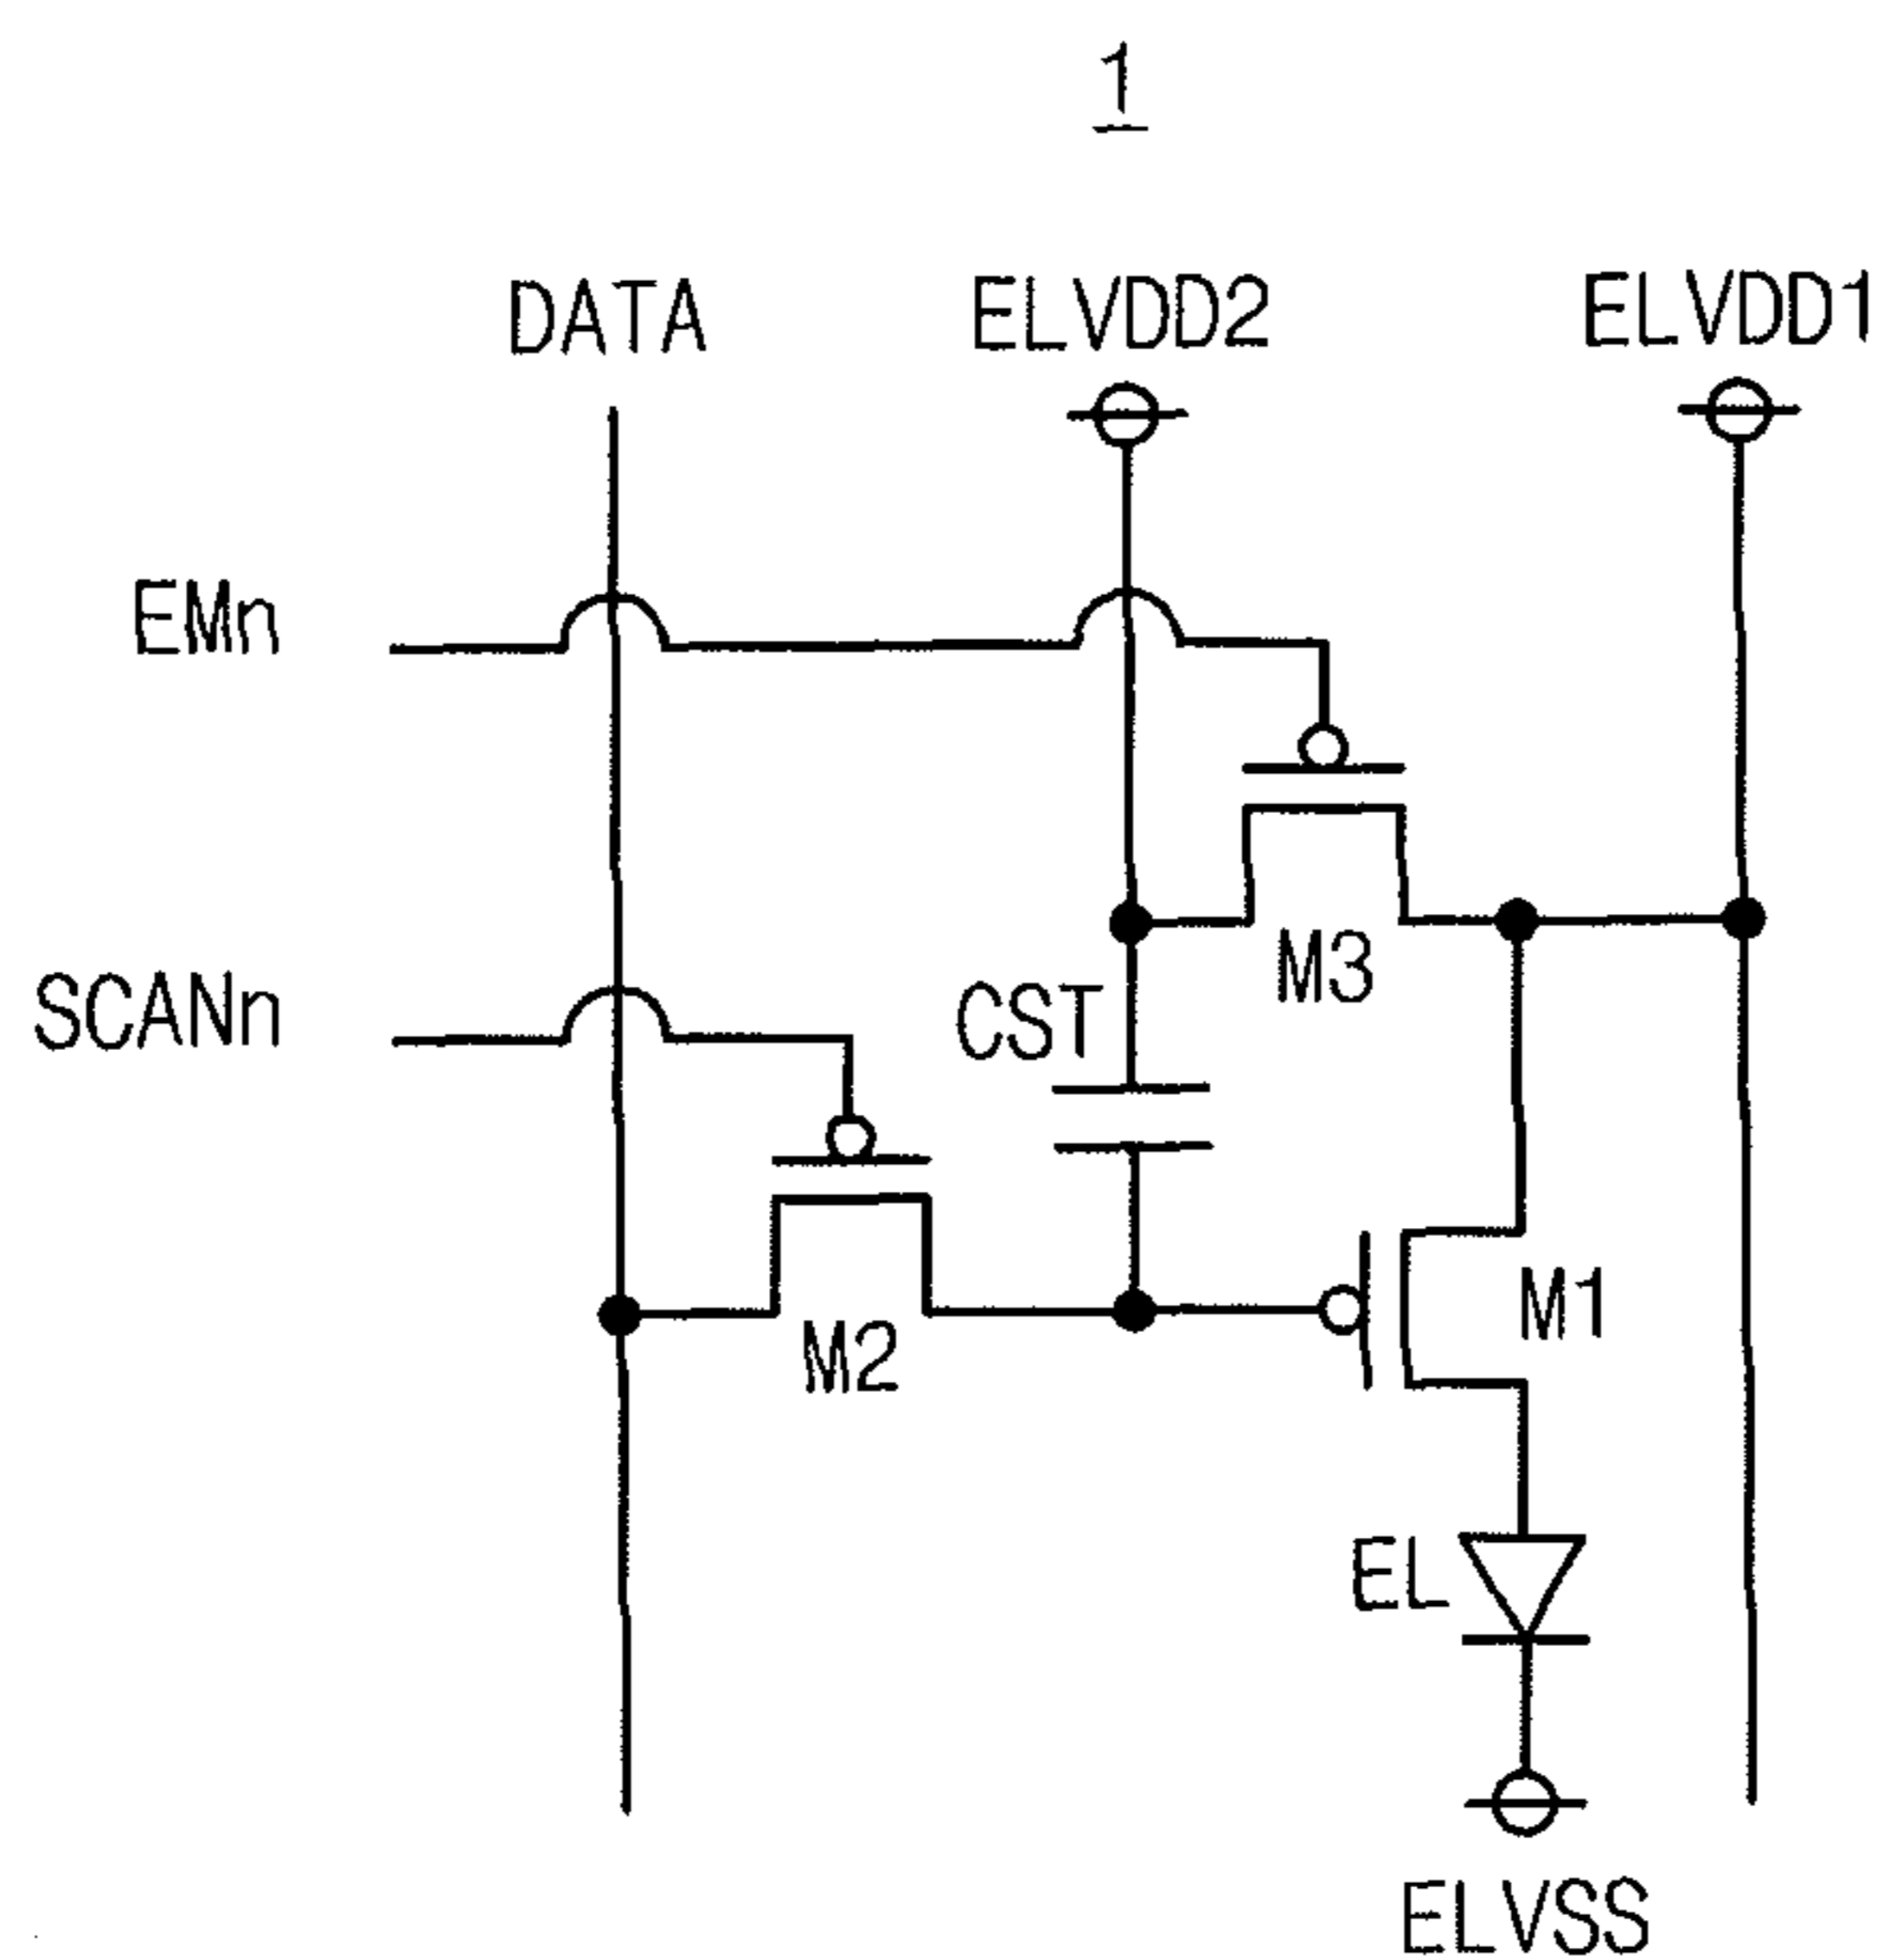 1
DATA
ELVDD2
ELVDD1
EMn
M3
SCANn
CST
M1
M2
EL
ELVSS